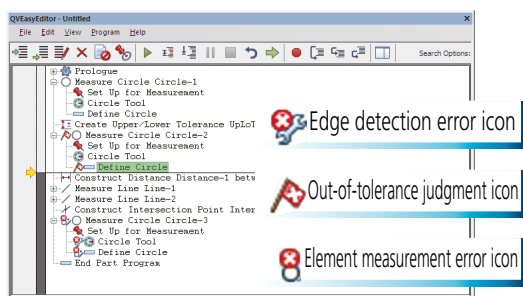 QVEasyEditor - Untitled
File Edit View Program Help
Search Options:
Prologue
Measure Circle Circle-1
Set Up for Measurement
Circle Tool
Define Circle
Create Upper/Lower Tolerance UpLoT
Measure Circle Circle-2
Set Up for Measurement
Circle Tool
Define Circle
Construct Distance Distance-1 betw
Measure Line Line-1
Measure Line Line-2
Construct Intersection Point Inter
Measure Circle Circle-3
Set Up for Measurement
Circle Tool
Define Circle
End Part Program
Edge detection error icon
Out-of-tolerance judgment icon
Element measurement error icon